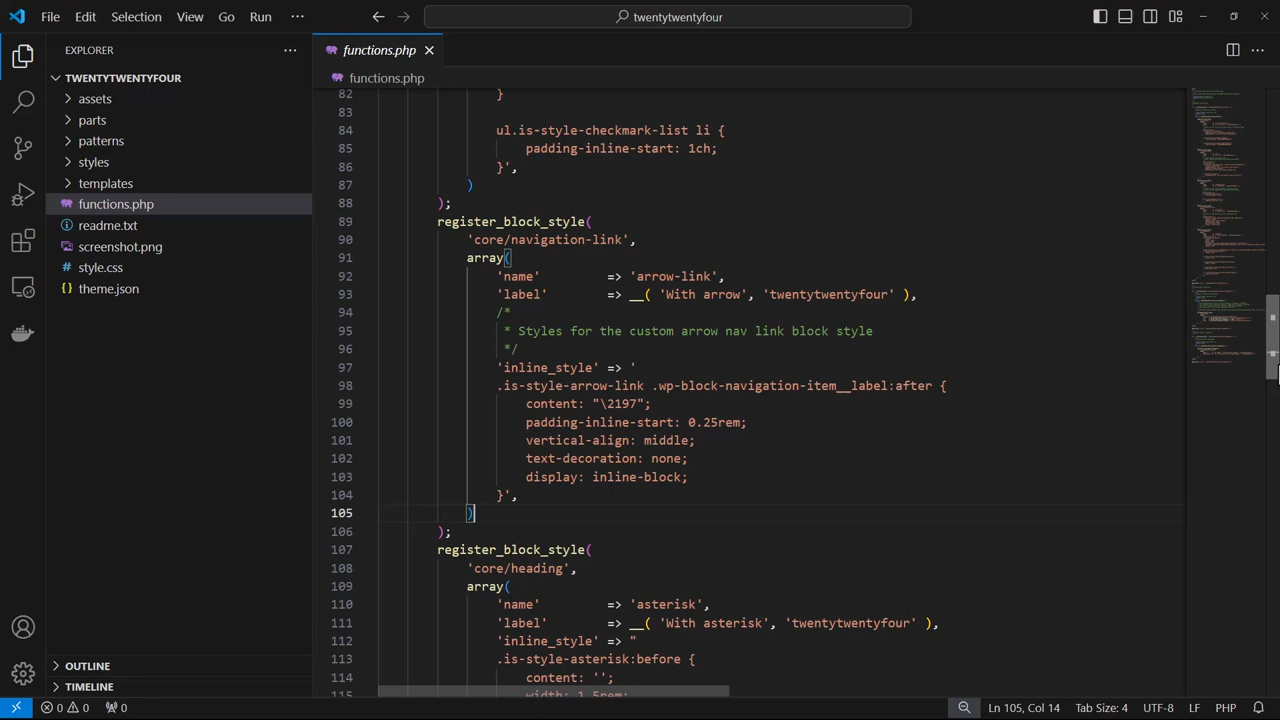 File Edit Selection View Go Run ··· twentytwentyfour
EXPLORER
functions.php
TWENTYTWENTYFOUR
functions.php
assets
parts
patterns
styles
templates
functions.php
readme.txt
screenshot.png
style.css
theme.json
82 }
83
84 ul.is-style-checkmark-list li {
85 padding-inline-start: 1ch;
86 }',
87 )
88 );
89 register_block_style(
90 'core/navigation-link',
91 array(
92 'name' => 'arrow-link',
93 label' => __( 'With arrow', 'twentytwentyfour' ),
94 /*
95 * Styles for the custom arrow nav link block style
96
97 'inline_style' => '
98 .is-style-arrow-link .wp-block-navigation-item__label:after {
99 content: "\2197";
100 padding-inline-start: 0.25rem;
101 vertical-align: middle;
102 text-decoration: none;
103 display: inline-block;
104 }',
105 )
106 );
107 register_block_style(
108 'core/heading',
109 array(
110 'name' => 'asterisk',
111 'label' => __( 'With asterisk', 'twentytwentyfour' ),
112 'inline_style' => "
113 .is-style-asterisk:before {
114 content: '';
115 width: 1.5rem;
OUTLINE
TIMELINE
0 0 0 Ln 105, Col 14 Tab Size: 4 UTF-8 LF PHP